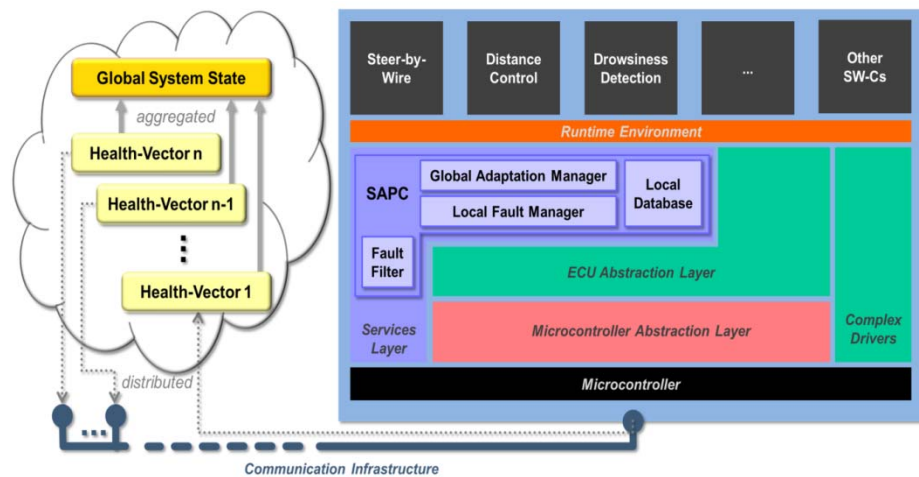 Global System State
aggregated
Health-Vector n
Health-Vector n-1
Health-Vector 1
distributed
...
Communication Infrastructure
Steer-by-
Wire
Distance
Control
Drowsiness
Detection
...
Other
SW-Cs
Runtime Environment
SAPC
Global Adaptation Manager
Local Fault Manager
Local
Database
Fault
Filter
ECU Abstraction Layer
Services
Layer
Microcontroller Abstraction Layer
Complex
Drivers
Microcontroller